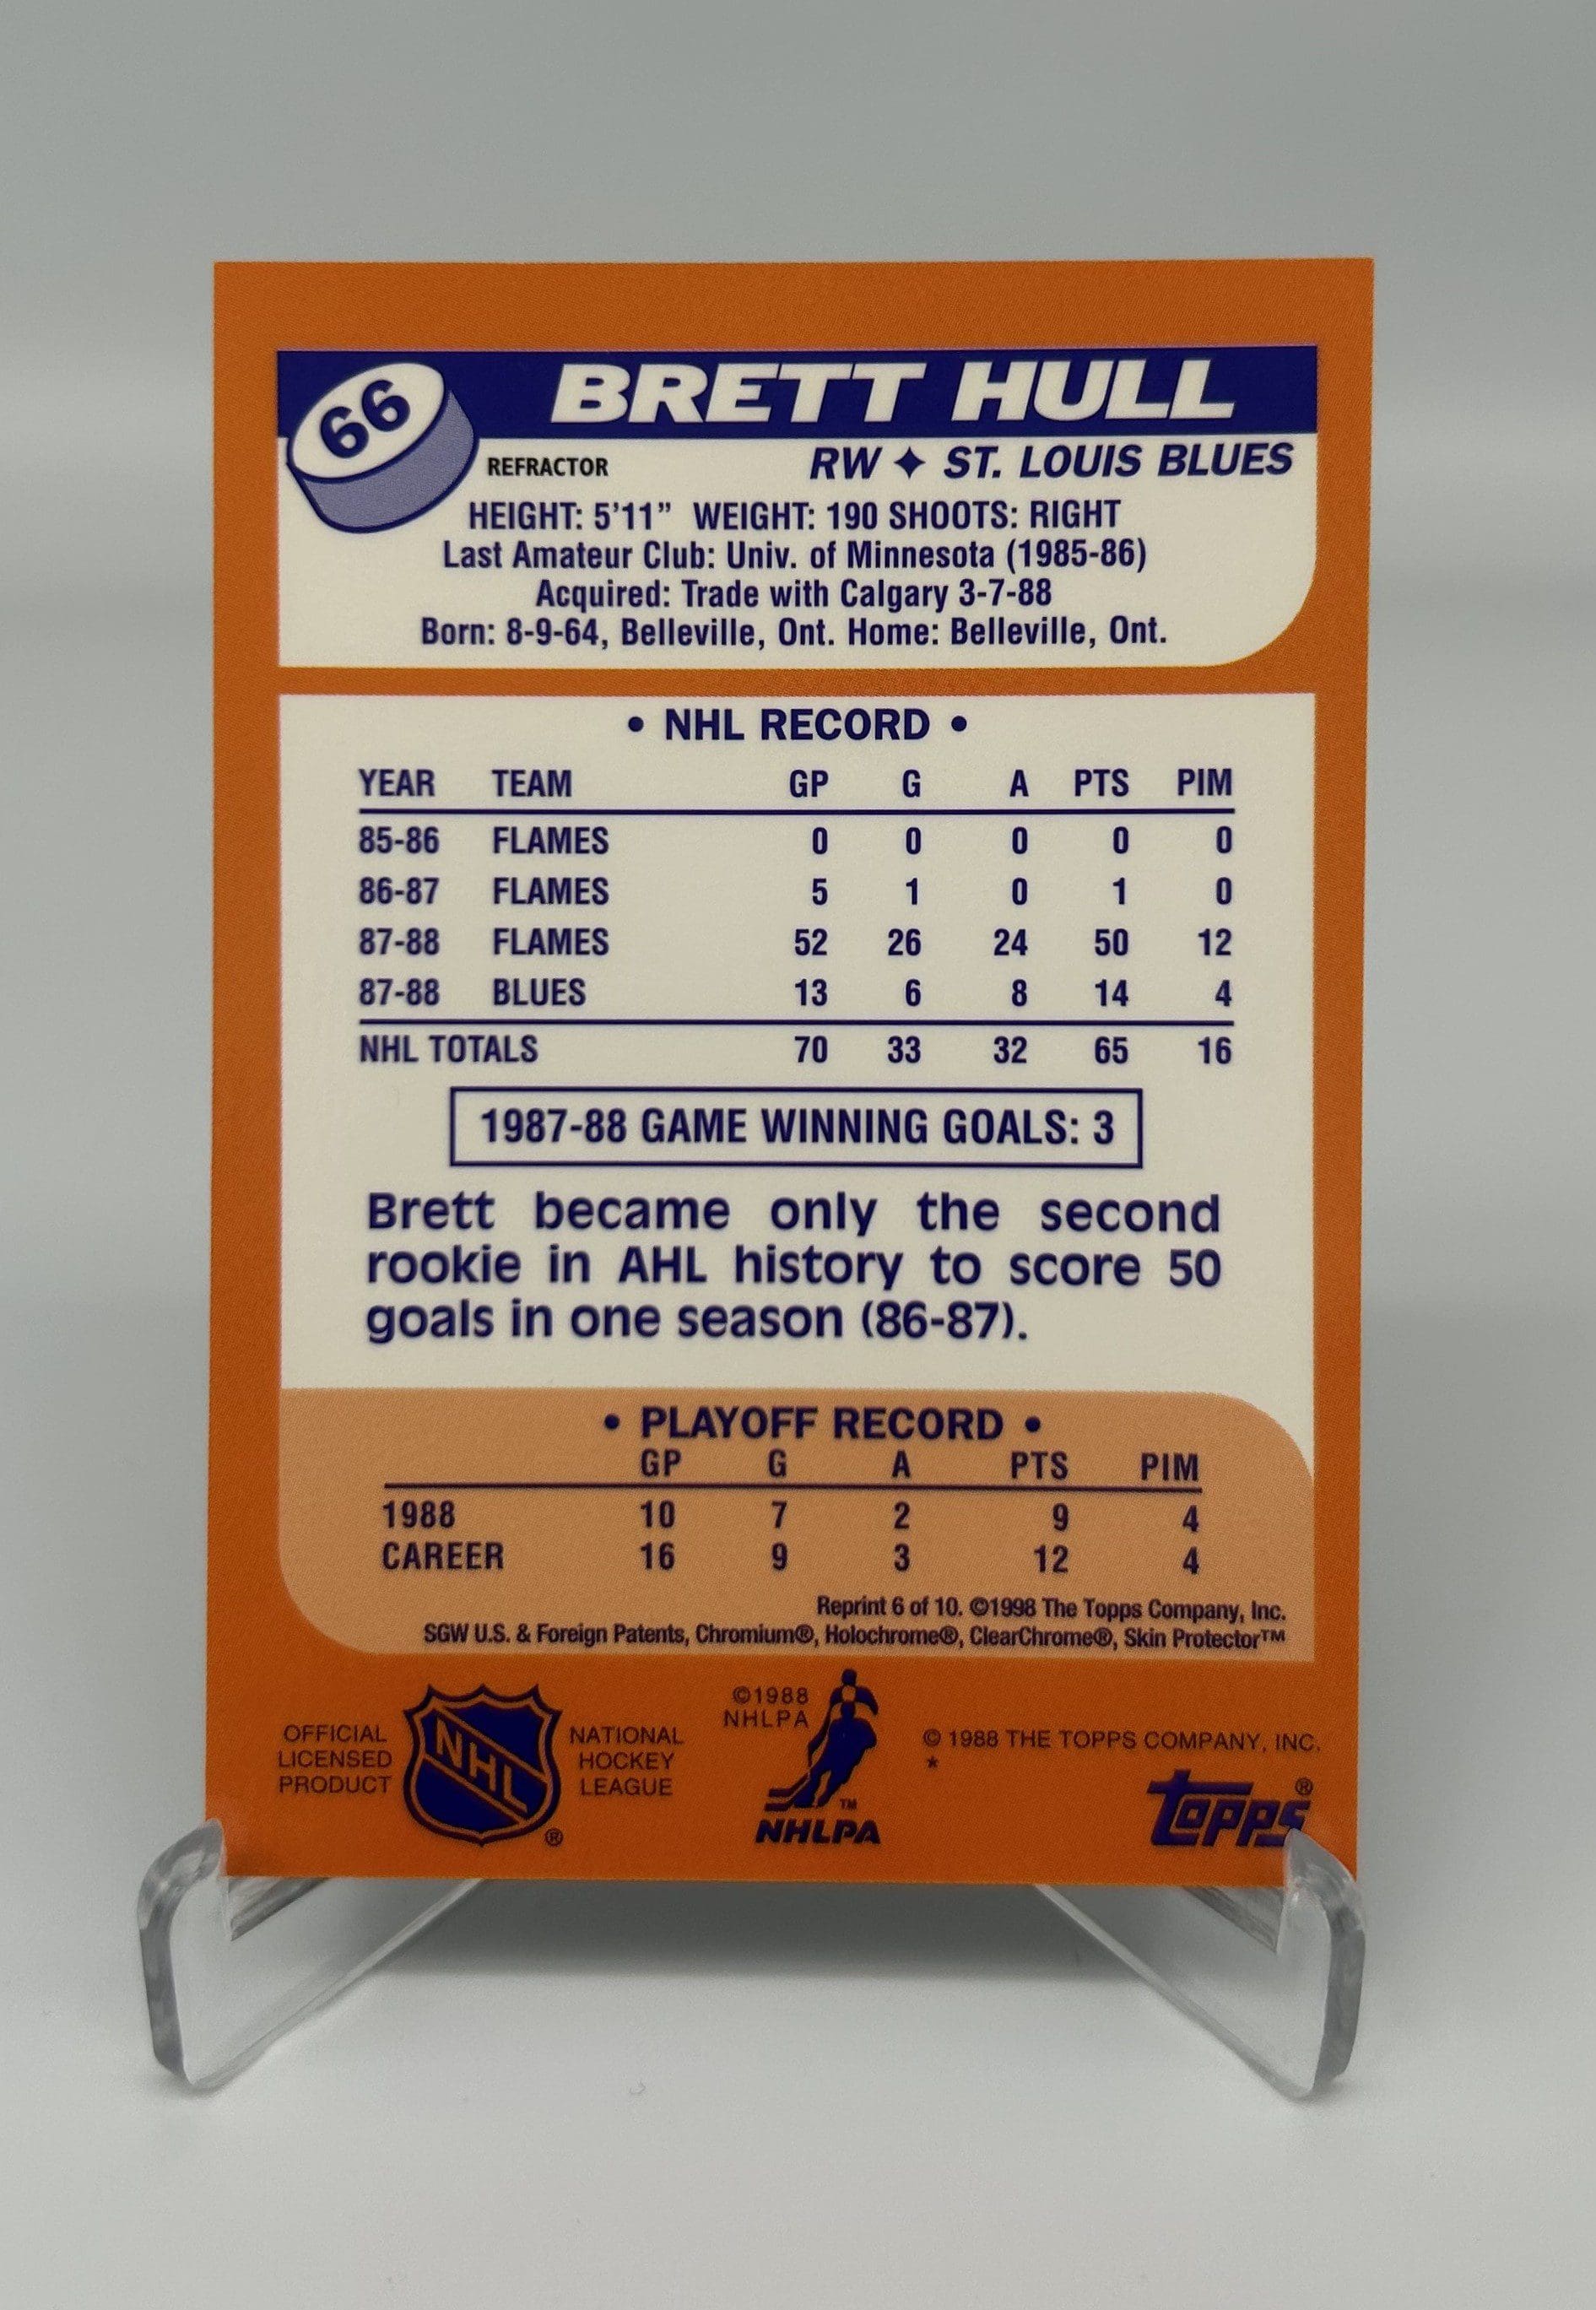 66
BRETT HULL
REFRACTOR
RW ✦ ST. LOUIS BLUES
HEIGHT: 5'11" WEIGHT: 190 SHOOTS: RIGHT
Last Amateur Club: Univ. of Minnesota (1985-86)
Acquired: Trade with Calgary 3-7-88
Born: 8-9-64, Belleville, Ont. Home: Belleville, Ont.
• NHL RECORD •
YEAR TEAM GP G A PTS PIM
85-86 FLAMES 0 0 0 0 0
86-87 FLAMES 5 1 0 1 0
87-88 FLAMES 52 26 24 50 12
87-88 BLUES 13 6 8 14 4
NHL TOTALS 70 33 32 65 16
1987-88 GAME WINNING GOALS: 3
Brett became only the second
rookie in AHL history to score 50
goals in one season (86-87).
• PLAYOFF RECORD •
GP G A PTS PIM
1988 10 7 2 9 4
CAREER 16 9 3 12 4
Reprint 6 of 10. ©1998 The Topps Company, Inc.
SGW U.S. & Foreign Patents, Chromium®, Holochrome®, ClearChrome®, Skin Protector™
OFFICIAL
LICENSED
PRODUCT
NHL
®
NATIONAL
HOCKEY
LEAGUE
©1988
NHLPA
™
NHLPA
© 1988 THE TOPPS COMPANY, INC.
*
topps®